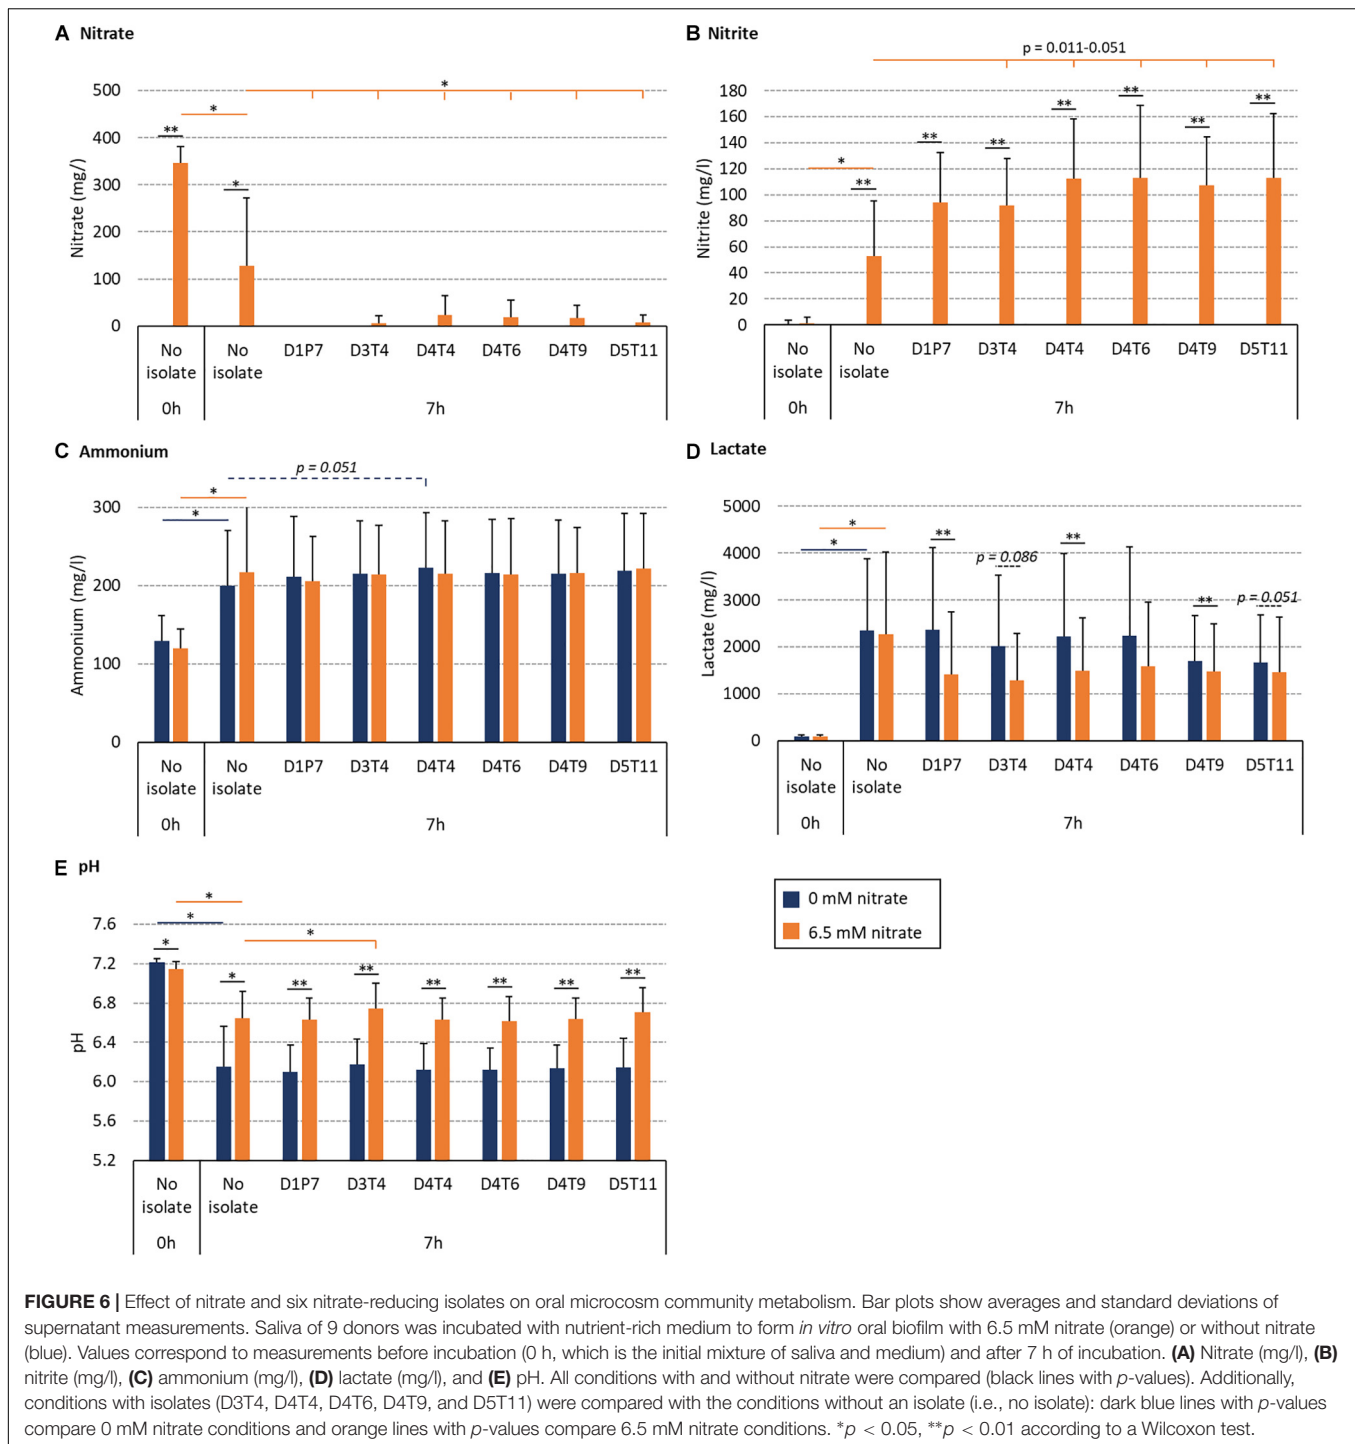 A Nitrate
*
500
*
400
**
*
300
200
100
0
Nitrate (mg/l)
No isolate
No isolate
D1P7
D3T4
D4T4
D4T6
D4T9
D5T11
0h
7h
B Nitrite
p = 0.011-0.051
180
160
140
120
100
80
60
40
20
0
*
**
**
**
**
**
**
**
Nitrite (mg/l)
No isolate
No isolate
D1P7
D3T4
D4T4
D4T6
D4T9
D5T11
0h
7h
C Ammonium
p = 0.051
*
*
300
200
100
0
Ammonium (mg/l)
No isolate
No isolate
D1P7
D3T4
D4T4
D4T6
D4T9
D5T11
0h
7h
D Lactate
5000
4000
3000
2000
1000
0
*
*
**
p = 0.086
**
**
p = 0.051
Lactate (mg/l)
No isolate
No isolate
D1P7
D3T4
D4T4
D4T6
D4T9
D5T11
0h
7h
E pH
*
*
*
7.6
7.2
6.8
6.4
6.0
5.6
5.2
*
*
**
**
**
**
**
**
pH
No isolate
No isolate
D1P7
D3T4
D4T4
D4T6
D4T9
D5T11
0h
7h
0 mM nitrate
6.5 mM nitrate
FIGURE 6 | Effect of nitrate and six nitrate-reducing isolates on oral microcosm community metabolism. Bar plots show averages and standard deviations of
supernatant measurements. Saliva of 9 donors was incubated with nutrient-rich medium to form in vitro oral biofilm with 6.5 mM nitrate (orange) or without nitrate
(blue). Values correspond to measurements before incubation (0 h, which is the initial mixture of saliva and medium) and after 7 h of incubation. (A) Nitrate (mg/l), (B)
nitrite (mg/l), (C) ammonium (mg/l), (D) lactate (mg/l), and (E) pH. All conditions with and without nitrate were compared (black lines with p-values). Additionally,
conditions with isolates (D3T4, D4T4, D4T6, D4T9, and D5T11) were compared with the conditions without an isolate (i.e., no isolate): dark blue lines with p-values
compare 0 mM nitrate conditions and orange lines with p-values compare 6.5 mM nitrate conditions. *p < 0.05, **p < 0.01 according to a Wilcoxon test.